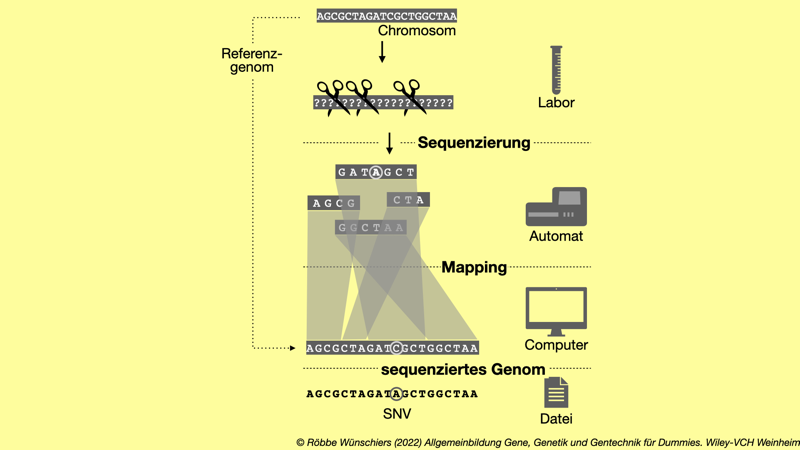 AGCGCTAGATCGCTGGCTAA
Chromosom
Referenz-
genom
????????????????????
Labor
Sequenzierung
GATAGCT
AGCG
CTA
GGCTAA
Automat
Mapping
Computer
AGCGCTAGATCGCTGGCTAA
sequenziertes Genom
AGCGCTAGATAGCTGGCTAA
SNV
Datei
© Röbbe Wünschiers (2022) Allgemeinbildung Gene, Genetik und Gentechnik für Dummies. Wiley-VCH Weinheim